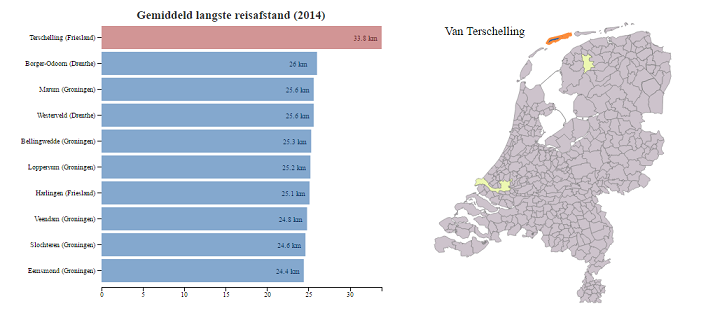 Gemiddeld langste reisafstand (2014)
Van Terschelling
Terschelling (Friesland)
33.8 km
Borger-Odoorn (Drenthe)
26 km
Marum (Groningen)
25.6 km
Westerveld (Drenthe)
25.6 km
Bellingwedde (Groningen)
25.3 km
Loppersum (Groningen)
25.2 km
Harlingen (Friesland)
25.1 km
Veendam (Groningen)
24.8 km
Slochteren (Groningen)
24.6 km
Eemsmond (Groningen)
24.4 km
0 5 10 15 20 25 30